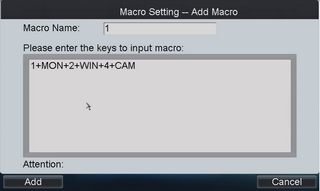 Macro Setting -- Add Macro
Macro Name: 1
Please enter the keys to input macro:
1+MON+2+WIN+4+CAM
Attention:
Add Cancel